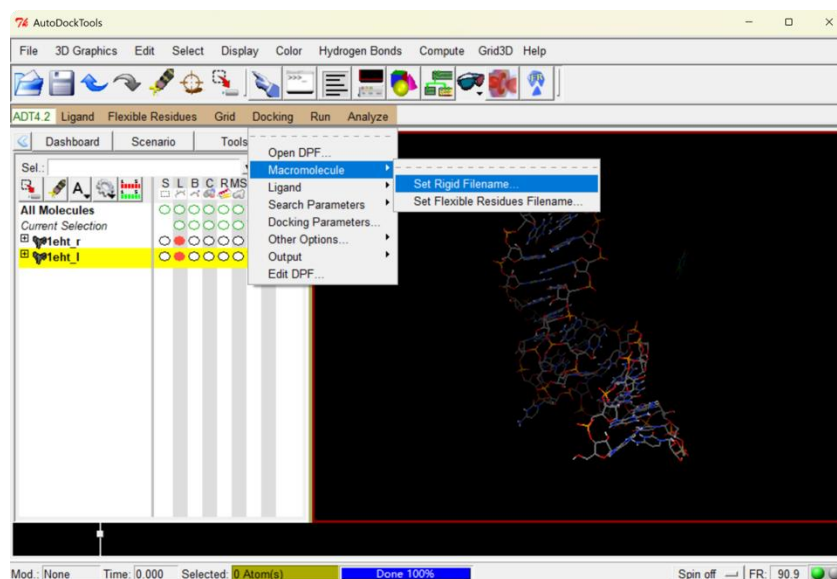 AutoDockTools
File 3D Graphics Edit Select Display Color Hydrogen Bonds Compute Grid3D Help
ADT4.2 Ligand Flexible Residues Grid Docking Run Analyze
Dashboard Scenario Tools
Sel.:
S L B C R MS
All Molecules
Current Selection
1eht_r
1eht_l
Open DPF...
Macromolecule
Ligand
Search Parameters
Docking Parameters...
Other Options...
Output
Edit DPF...
Set Rigid Filename...
Set Flexible Residues Filename...
Mod.: None Time: 0.000 Selected: 0 Atom(s) Done 100% Spin off FR: 90.9